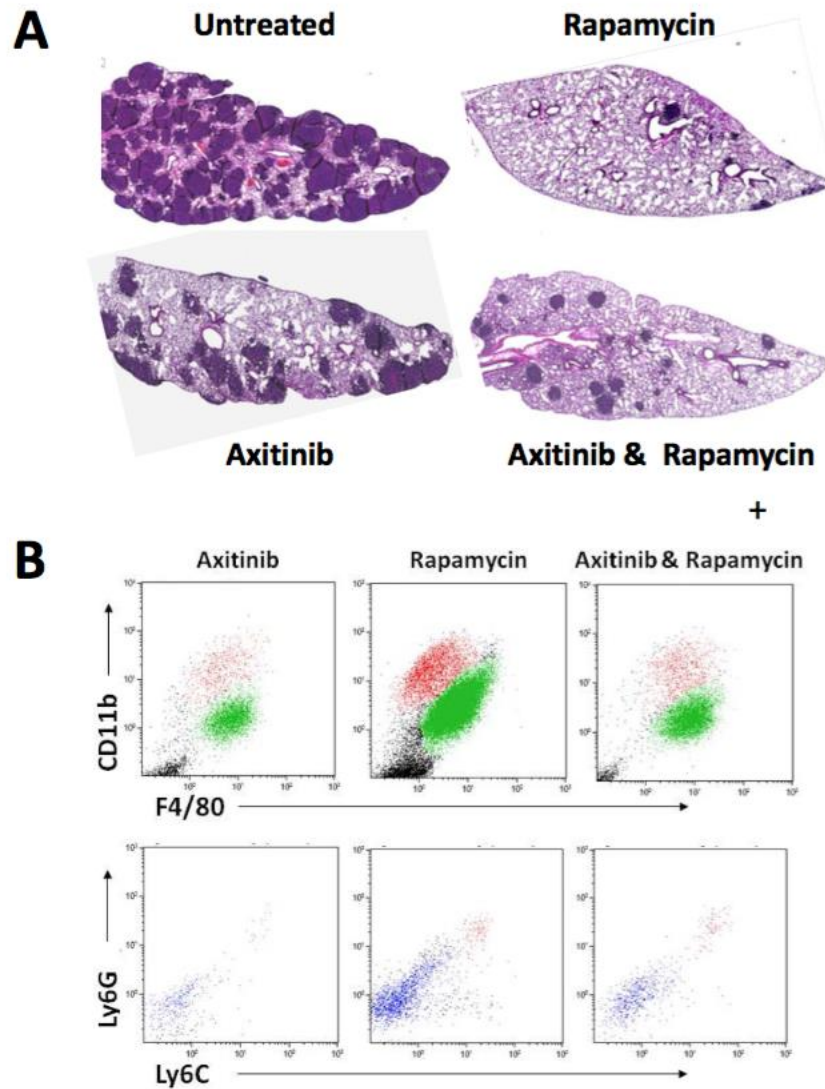 A
Untreated
Rapamycin
Axitinib
Axitinib & Rapamycin
+
B
Axitinib
Rapamycin
Axitinib & Rapamycin
CD11b
F4/80
Ly6G
Ly6C